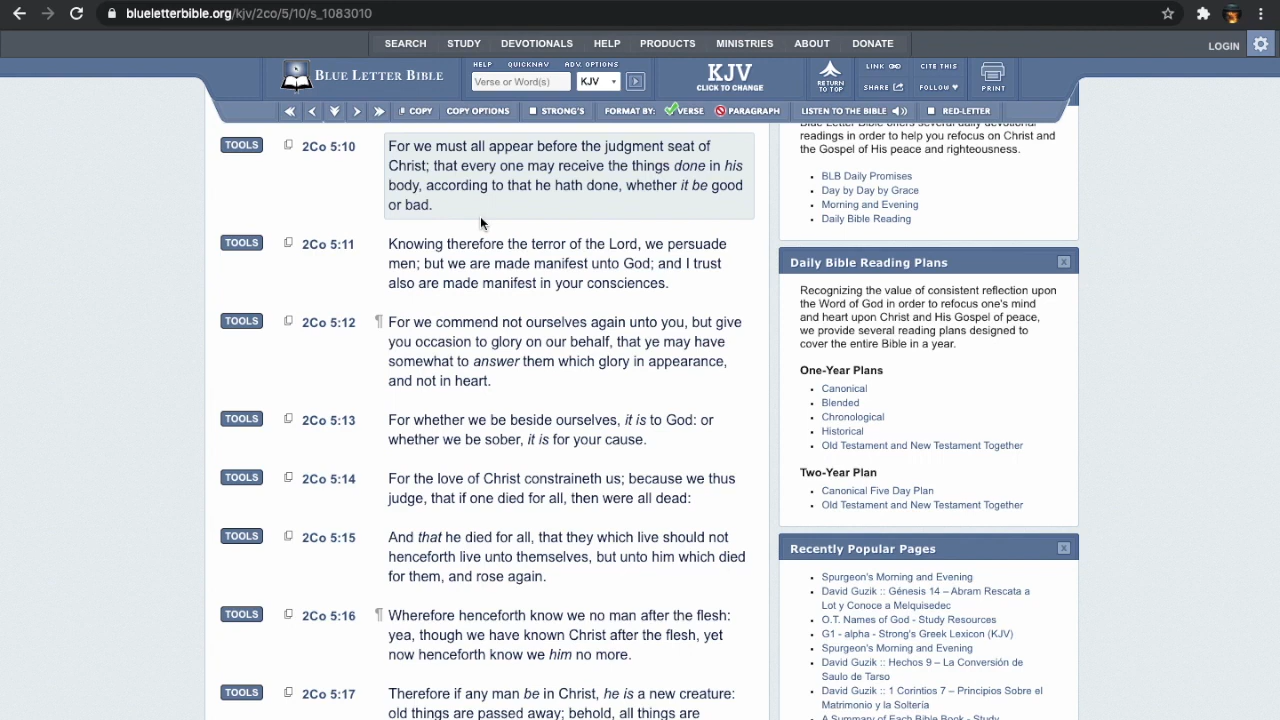 blueletterbible.org/kjv/2co/5/10/s_1083010
SEARCH STUDY DEVOTIONALS HELP PRODUCTS MINISTRIES ABOUT DONATE
LOGIN
BLUE LETTER BIBLE
HELP QUICKNAV ADV. OPTIONS
Verse or Word(s) KJV
KJV
CLICK TO CHANGE
RETURN TO TOP
LINK CITE THIS
SHARE FOLLOW
PRINT
COPY COPY OPTIONS STRONG'S FORMAT BY: VERSE PARAGRAPH LISTEN TO THE BIBLE RED-LETTER
TOOLS 2Co 5:10 For we must all appear before the judgment seat of
Christ; that every one may receive the things done in his
body, according to that he hath done, whether it be good
or bad.
TOOLS 2Co 5:11 Knowing therefore the terror of the Lord, we persuade
men; but we are made manifest unto God; and I trust
also are made manifest in your consciences.
TOOLS 2Co 5:12 ¶ For we commend not ourselves again unto you, but give
you occasion to glory on our behalf, that ye may have
somewhat to answer them which glory in appearance,
and not in heart.
TOOLS 2Co 5:13 For whether we be beside ourselves, it is to God: or
whether we be sober, it is for your cause.
TOOLS 2Co 5:14 For the love of Christ constraineth us; because we thus
judge, that if one died for all, then were all dead:
TOOLS 2Co 5:15 And that he died for all, that they which live should not
henceforth live unto themselves, but unto him which died
for them, and rose again.
TOOLS 2Co 5:16 ¶ Wherefore henceforth know we no man after the flesh:
yea, though we have known Christ after the flesh, yet
now henceforth know we him no more.
TOOLS 2Co 5:17 Therefore if any man be in Christ, he is a new creature:
old things are passed away; behold, all things are
Blue Letter Bible offers several daily devotional
readings in order to help you refocus on Christ and
the Gospel of His peace and righteousness.
BLB Daily Promises
Day by Day by Grace
Morning and Evening
Daily Bible Reading
Daily Bible Reading Plans x
Recognizing the value of consistent reflection upon
the Word of God in order to refocus one's mind
and heart upon Christ and His Gospel of peace,
we provide several reading plans designed to
cover the entire Bible in a year.
One-Year Plans
Canonical
Blended
Chronological
Historical
Old Testament and New Testament Together
Two-Year Plan
Canonical Five Day Plan
Old Testament and New Testament Together
Recently Popular Pages x
Spurgeon's Morning and Evening
David Guzik :: Génesis 14 – Abram Rescata a
Lot y Conoce a Melquisedec
O.T. Names of God - Study Resources
G1 - alpha - Strong's Greek Lexicon (KJV)
Spurgeon's Morning and Evening
David Guzik :: Hechos 9 – La Conversión de
Saulo de Tarso
David Guzik :: 1 Corintios 7 – Principios Sobre el
Matrimonio y la Soltería
A Summary of Each Bible Book - Study